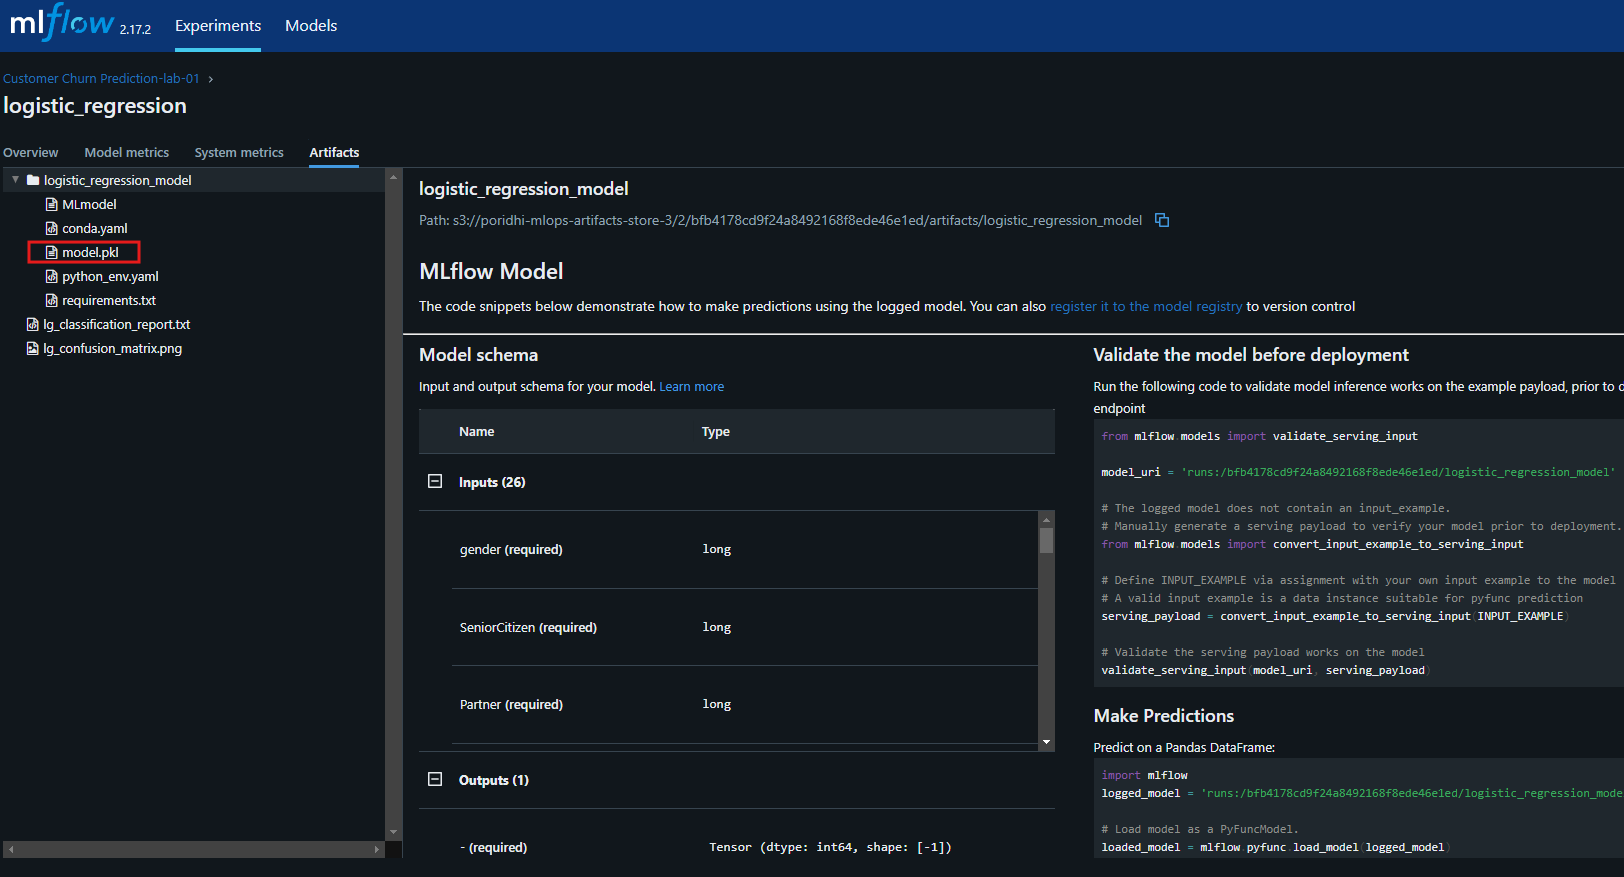 mlflow 2.17.2 Experiments Models
Customer Churn Prediction-lab-01 ›
logistic_regression
Overview Model metrics System metrics Artifacts
logistic_regression_model
MLmodel
conda.yaml
model.pkl
python_env.yaml
requirements.txt
lg_classification_report.txt
lg_confusion_matrix.png
logistic_regression_model
Path: s3://poridhi-mlops-artifacts-store-3/2/bfb4178cd9f24a8492168f8ede46e1ed/artifacts/logistic_regression_model
MLflow Model
The code snippets below demonstrate how to make predictions using the logged model. You can also register it to the model registry to version control
Model schema
Input and output schema for your model. Learn more
Name Type
Inputs (26)
gender (required) long
SeniorCitizen (required) long
Partner (required) long
Outputs (1)
- (required) Tensor (dtype: int64, shape: [-1])
Validate the model before deployment
Run the following code to validate model inference works on the example payload, prior to
endpoint
from mlflow.models import validate_serving_input
model_uri = 'runs:/bfb4178cd9f24a8492168f8ede46e1ed/logistic_regression_model'
# The logged model does not contain an input_example.
# Manually generate a serving payload to verify your model prior to deployment.
from mlflow.models import convert_input_example_to_serving_input
# Define INPUT_EXAMPLE via assignment with your own input example to the model
# A valid input example is a data instance suitable for pyfunc prediction
serving_payload = convert_input_example_to_serving_input(INPUT_EXAMPLE)
# Validate the serving payload works on the model
validate_serving_input(model_uri, serving_payload)
Make Predictions
Predict on a Pandas DataFrame:
import mlflow
logged_model = 'runs:/bfb4178cd9f24a8492168f8ede46e1ed/logistic_regression_mode
# Load model as a PyFuncModel.
loaded_model = mlflow.pyfunc.load_model(logged_model)